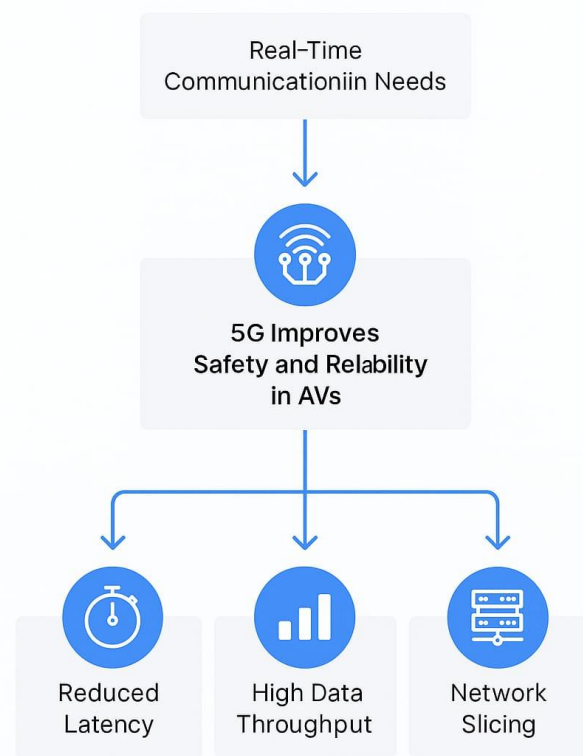 Real-Time
Communicationiin Needs
5G Improves
Safety and Relability
in AVs
Reduced
Latency
High Data
Throughput
Network
Slicing